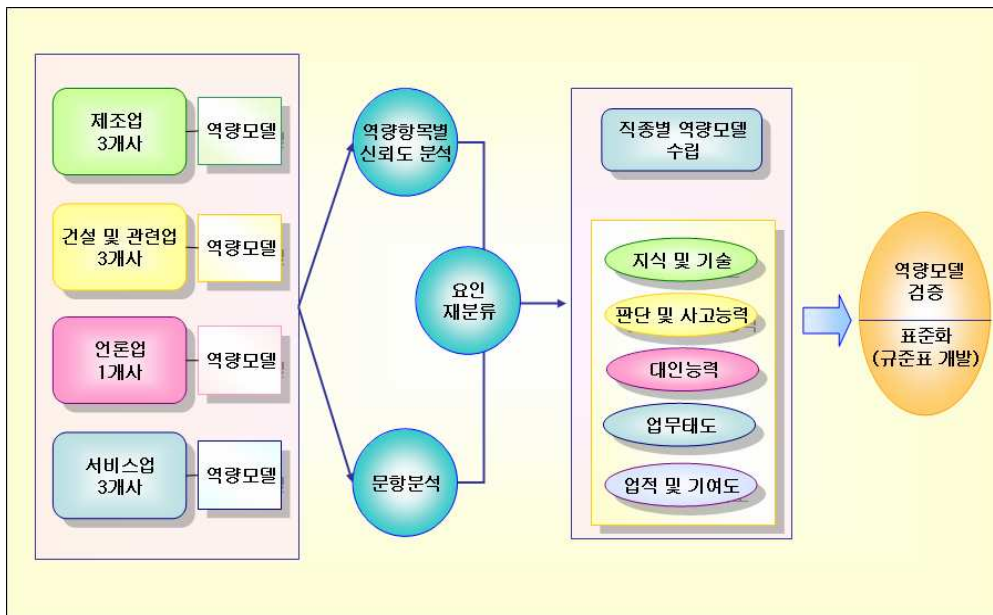 제조업
3개사
역량모델
건설 및 관련업
3개사
역량모델
언론업
1개사
역량모델
서비스업
3개사
역량모델
역량항목별
신뢰도 분석
요인
재분류
문항분석
직종별 역량모델
수립
지식 및 기술
판단 및 사고능력
대인능력
업무태도
업적 및 기여도
역량모델
검증
표준화
(규준표 개발)